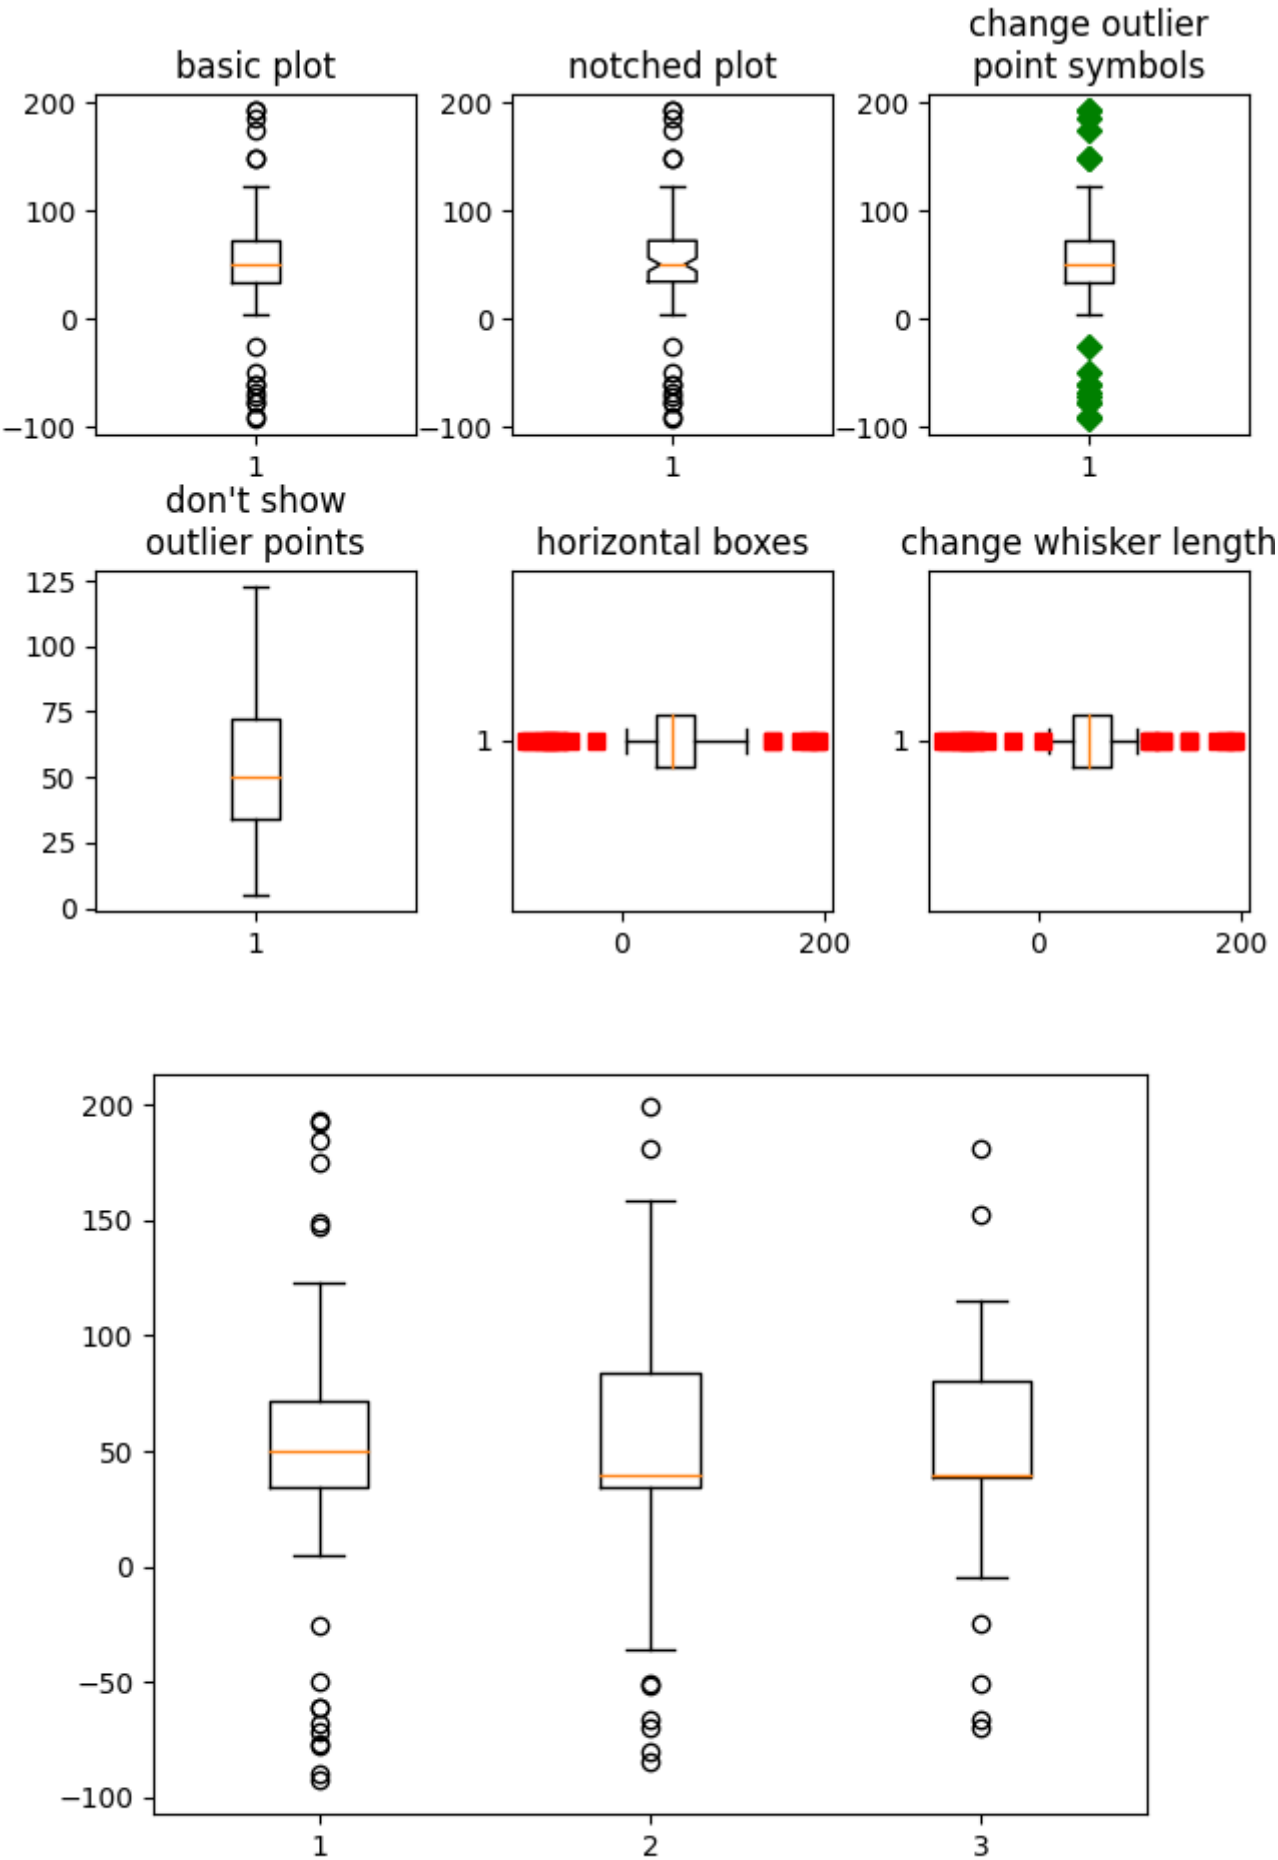 change outlier
basic plot notched plot point symbols
200 200 200
100 100 100
0 0 0
−100 −100 −100
1 1 1
don't show
outlier points horizontal boxes change whisker length
125
100
75
1 1
50
25
0
1 0 200 0 200
200
150
100
50
0
−50
−100
1 2 3